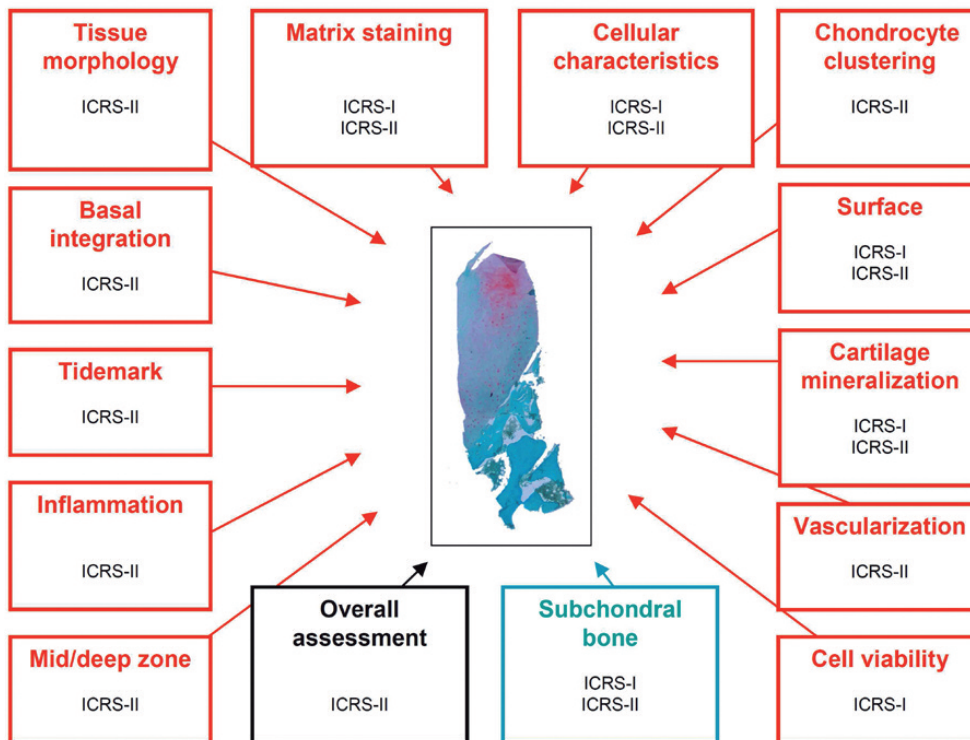 Tissue
morphology
ICRS-II
Matrix staining
ICRS-I
ICRS-II
Cellular
characteristics
ICRS-I
ICRS-II
Chondrocyte
clustering
ICRS-II
Basal
integration
ICRS-II
Surface
ICRS-I
ICRS-II
Tidemark
ICRS-II
Cartilage
mineralization
ICRS-I
ICRS-II
Inflammation
ICRS-II
Vascularization
ICRS-II
Mid/deep zone
ICRS-II
Overall
assessment
ICRS-II
Subchondral
bone
ICRS-I
ICRS-II
Cell viability
ICRS-I